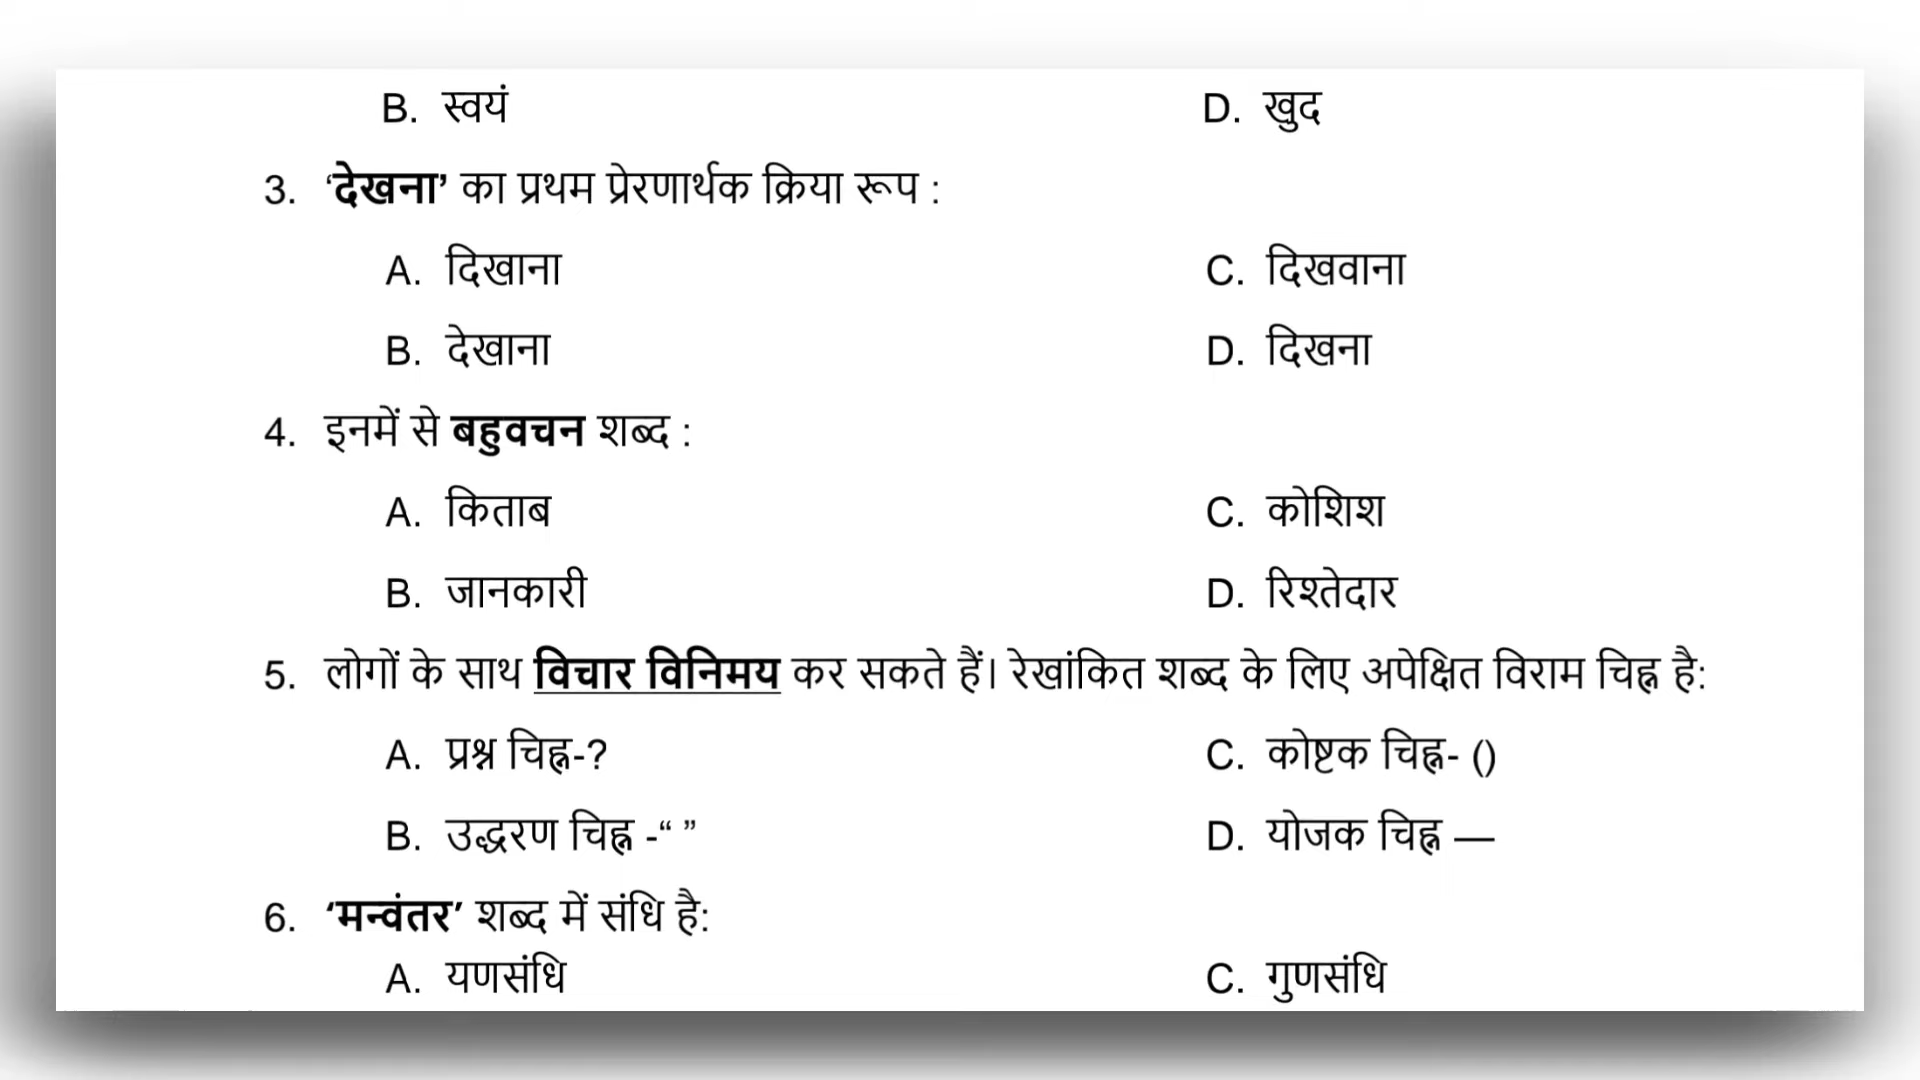 B. स्वयं D. खुद
3. ‘देखना’ का प्रथम प्रेरणार्थक क्रिया रूप :
A. दिखाना C. दिखवाना
B. देखाना D. दिखना
4. इनमें से बहुवचन शब्द :
A. किताब C. कोशिश
B. जानकारी D. रिश्तेदार
5. लोगों के साथ विचार विनिमय कर सकते हैं। रेखांकित शब्द के लिए अपेक्षित विराम चिह्न है:
A. प्रश्न चिह्न-? C. कोष्टक चिह्न- ()
B. उद्धरण चिह्न -“ ” D. योजक चिह्न —
6. ‘मन्वंतर’ शब्द में संधि है:
A. यणसंधि C. गुणसंधि